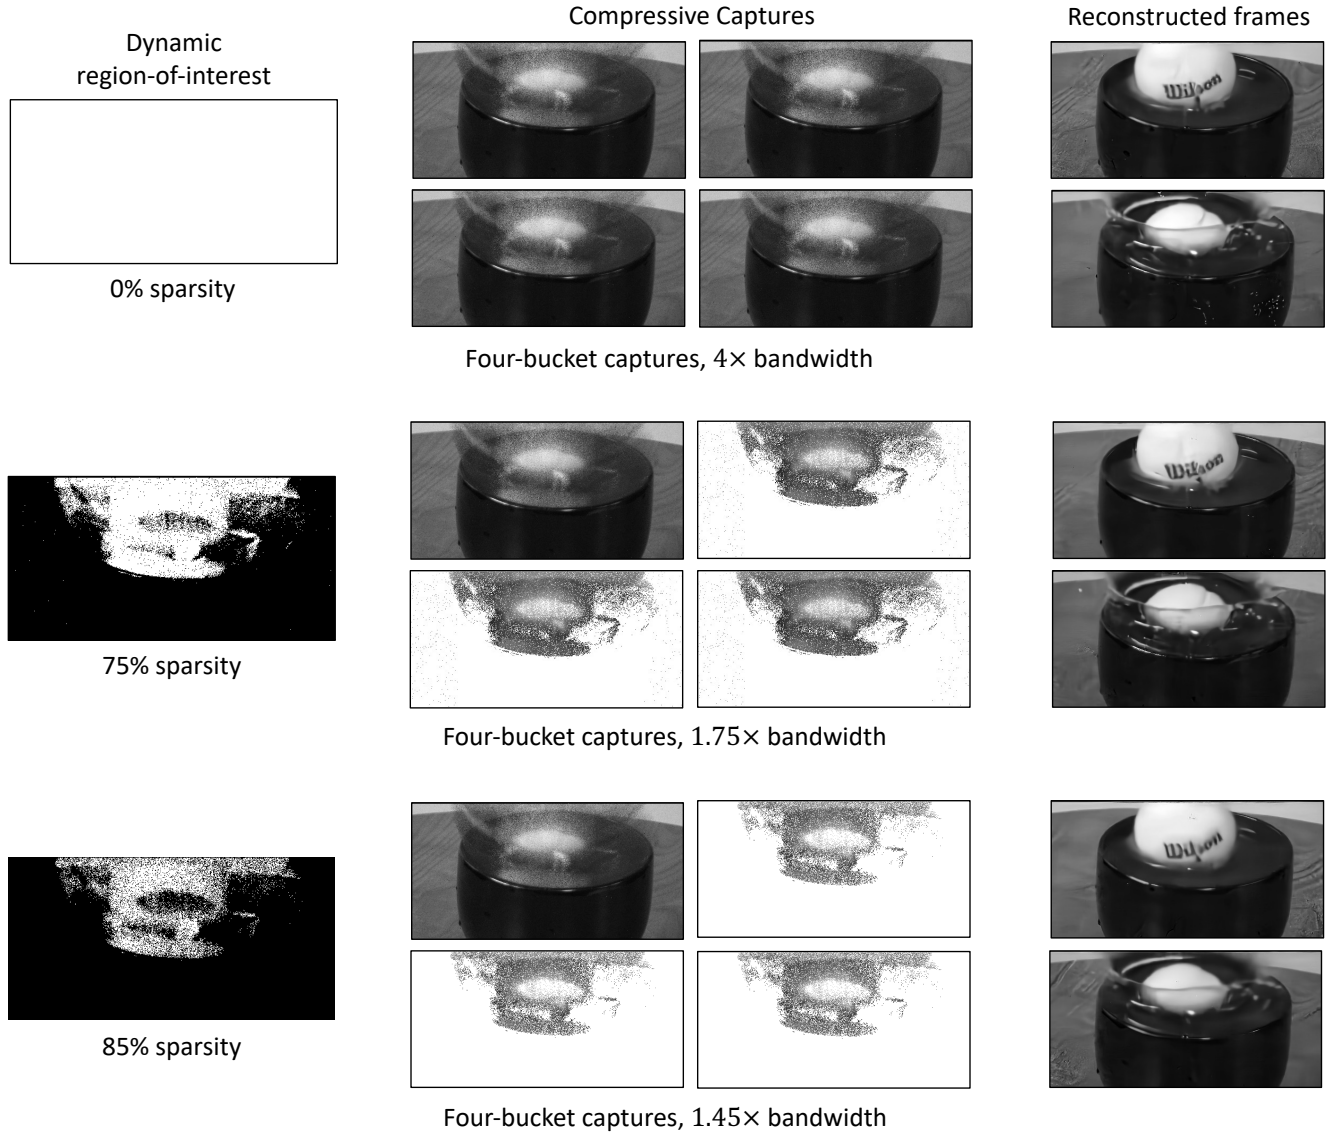 Compressive Captures
Reconstructed frames
Dynamic
region-of-interest
Wilson
0% sparsity
Four-bucket captures, 4× bandwidth
Wilson
75% sparsity
Four-bucket captures, 1.75× bandwidth
Wilson
85% sparsity
Four-bucket captures, 1.45× bandwidth